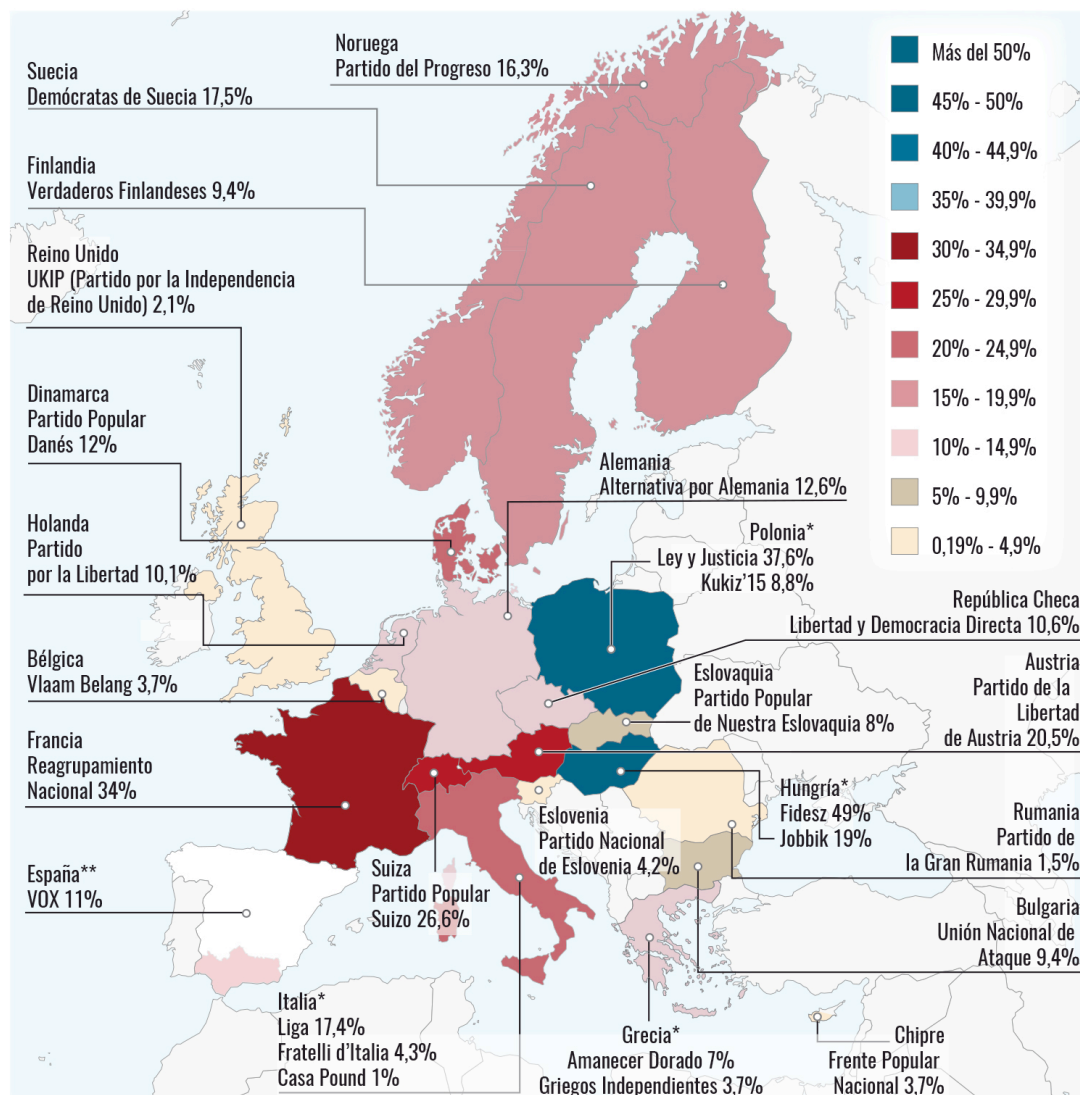 Noruega
Partido del Progreso 16,3%
Suecia
Demócratas de Suecia 17,5%
Finlandia
Verdaderos Finlandeses 9,4%
Reino Unido
UKIP (Partido por la Independencia
de Reino Unido) 2,1%
Dinamarca
Partido Popular
Danés 12%
Holanda
Partido
por la Libertad 10,1%
Bélgica
Vlaam Belang 3,7%
Francia
Reagrupamiento
Nacional 34%
España**
VOX 11%
Más del 50%
45% - 50%
40% - 44,9%
35% - 39,9%
30% - 34,9%
25% - 29,9%
20% - 24,9%
15% - 19,9%
10% - 14,9%
5% - 9,9%
0,19% - 4,9%
Alemania
Alternativa por Alemania 12,6%
Polonia*
Ley y Justicia 37,6%
Kukiz'15 8,8%
República Checa
Libertad y Democracia Directa 10,6%
Eslovaquia
Partido Popular
de Nuestra Eslovaquia 8%
Austria
Partido de la
Libertad
de Austria 20,5%
Hungría*
Fidesz 49%
Jobbik 19%
Eslovenia
Partido Nacional
de Eslovenia 4,2%
Rumania
Partido de
la Gran Rumania 1,5%
Suiza
Partido Popular
Suizo 26,6%
Bulgaria
Unión Nacional de
Ataque 9,4%
Italia*
Liga 17,4%
Fratelli d'Italia 4,3%
Casa Pound 1%
Grecia*
Amanecer Dorado 7%
Griegos Independientes 3,7%
Chipre
Frente Popular
Nacional 3,7%